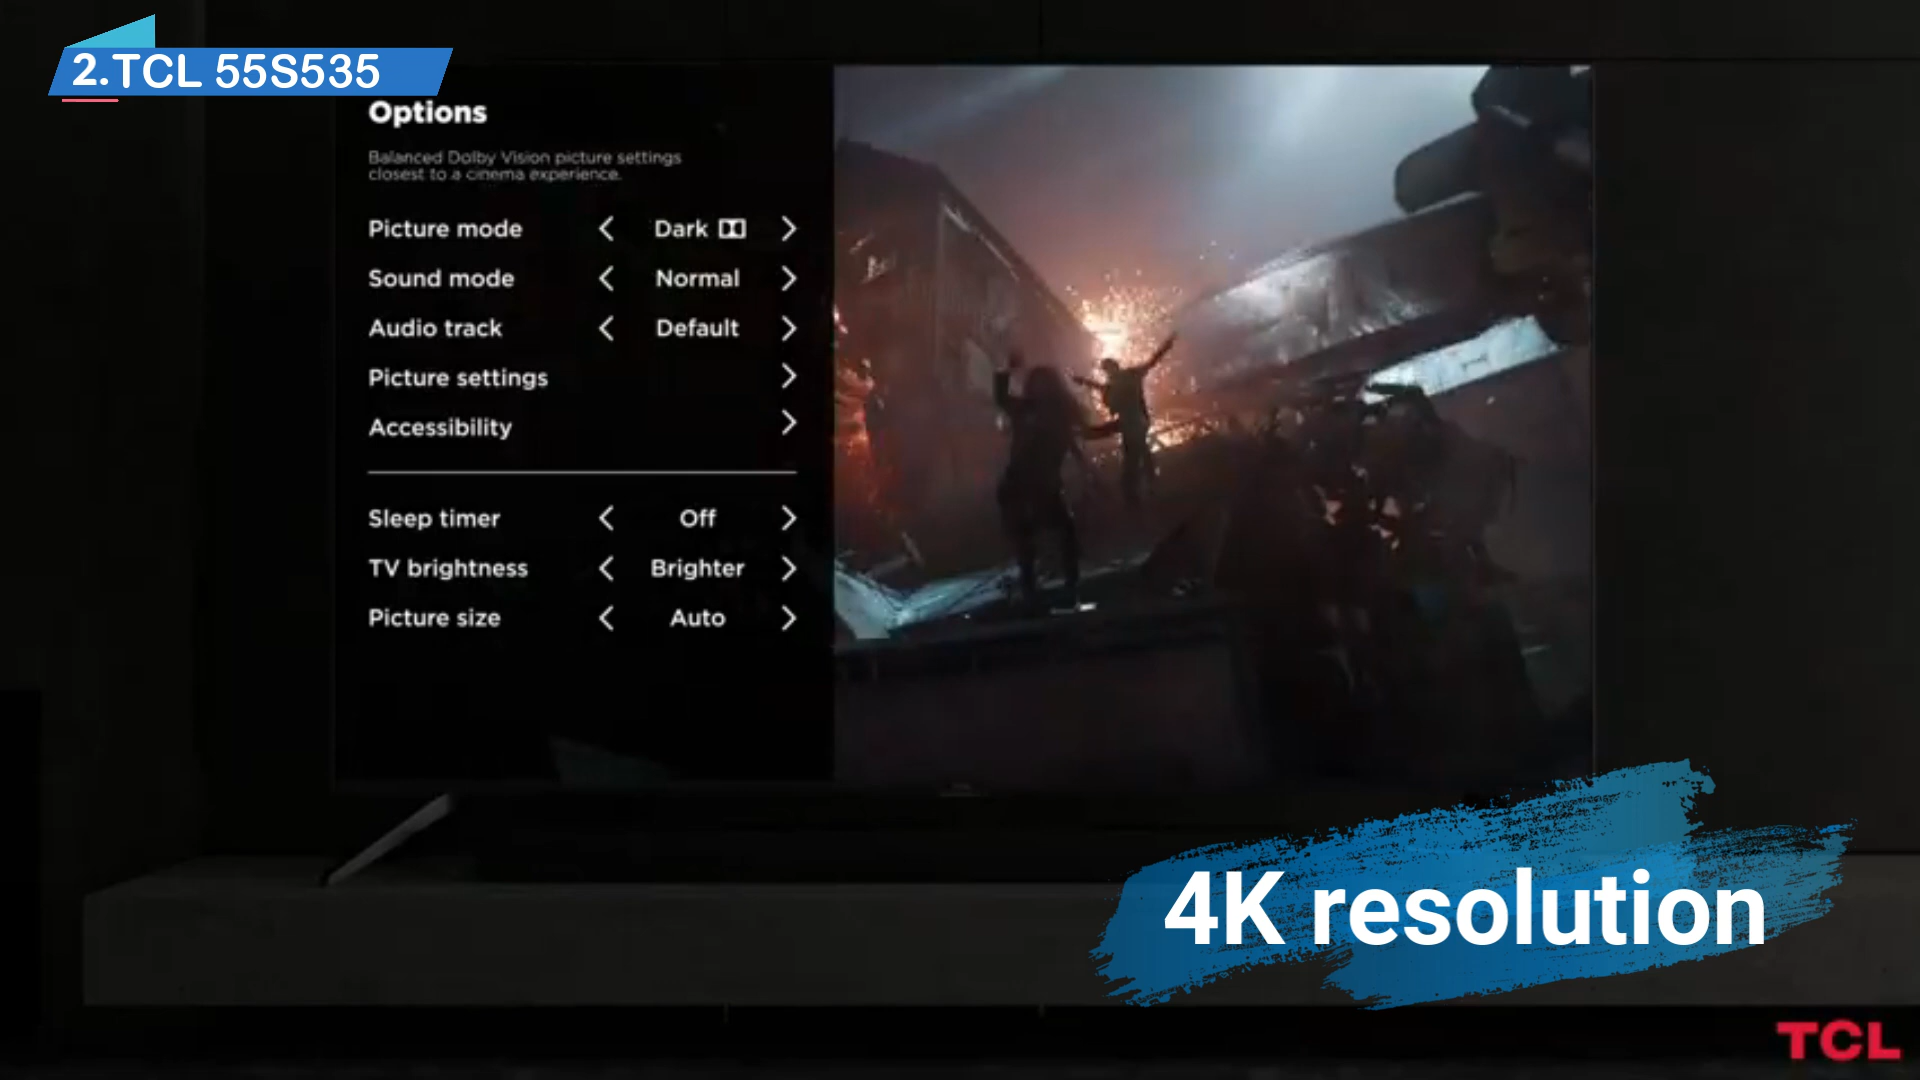 2.TCL 55S535
Options
Balanced Dolby Vision picture settings
closest to a cinema experience.
Picture mode < Dark >
Sound mode < Normal >
Audio track < Default >
Picture settings >
Accessibility >
Sleep timer < Off >
TV brightness < Brighter >
Picture size < Auto >
4K resolution
TCL